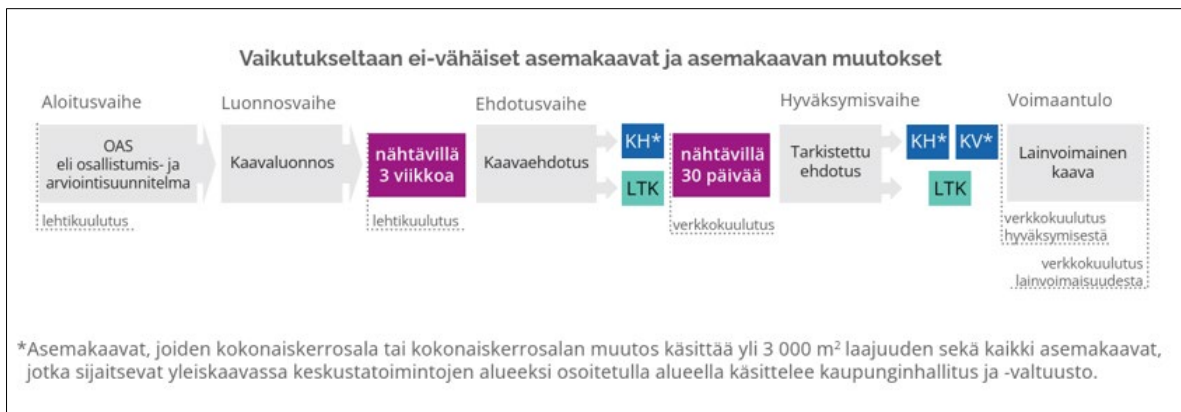 Vaikutukseltaan ei-vähäiset asemakaavat ja asemakaavan muutokset
Aloitusvaihe
OAS
eli osallistumis- ja
arviointisuunnitelma
lehtikuulutus
Luonnosvaihe
Kaavaluonnos
nähtävillä
3 viikkoa
lehtikuulutus
Ehdotusvaihe
Kaavaehdotus
KH*
LTK
nähtävillä
30 päivää
verkkokuulutus
Hyväksymisvaihe
Tarkistettu
ehdotus
KH* KV*
LTK
Voimaantulo
Lainvoimainen
kaava
verkkokuulutus
hyväksymisestä
verkkokuulutus
lainvoimaisuudesta
*Asemakaavat, joiden kokonaiskerrosala tai kokonaiskerrosalan muutos käsittää yli 3 000 m² laajuuden sekä kaikki asemakaavat,
jotka sijaitsevat yleiskaavassa keskustatoimintojen alueeksi osoitetulla alueella käsittelee kaupunginhallitus ja -valtuusto.